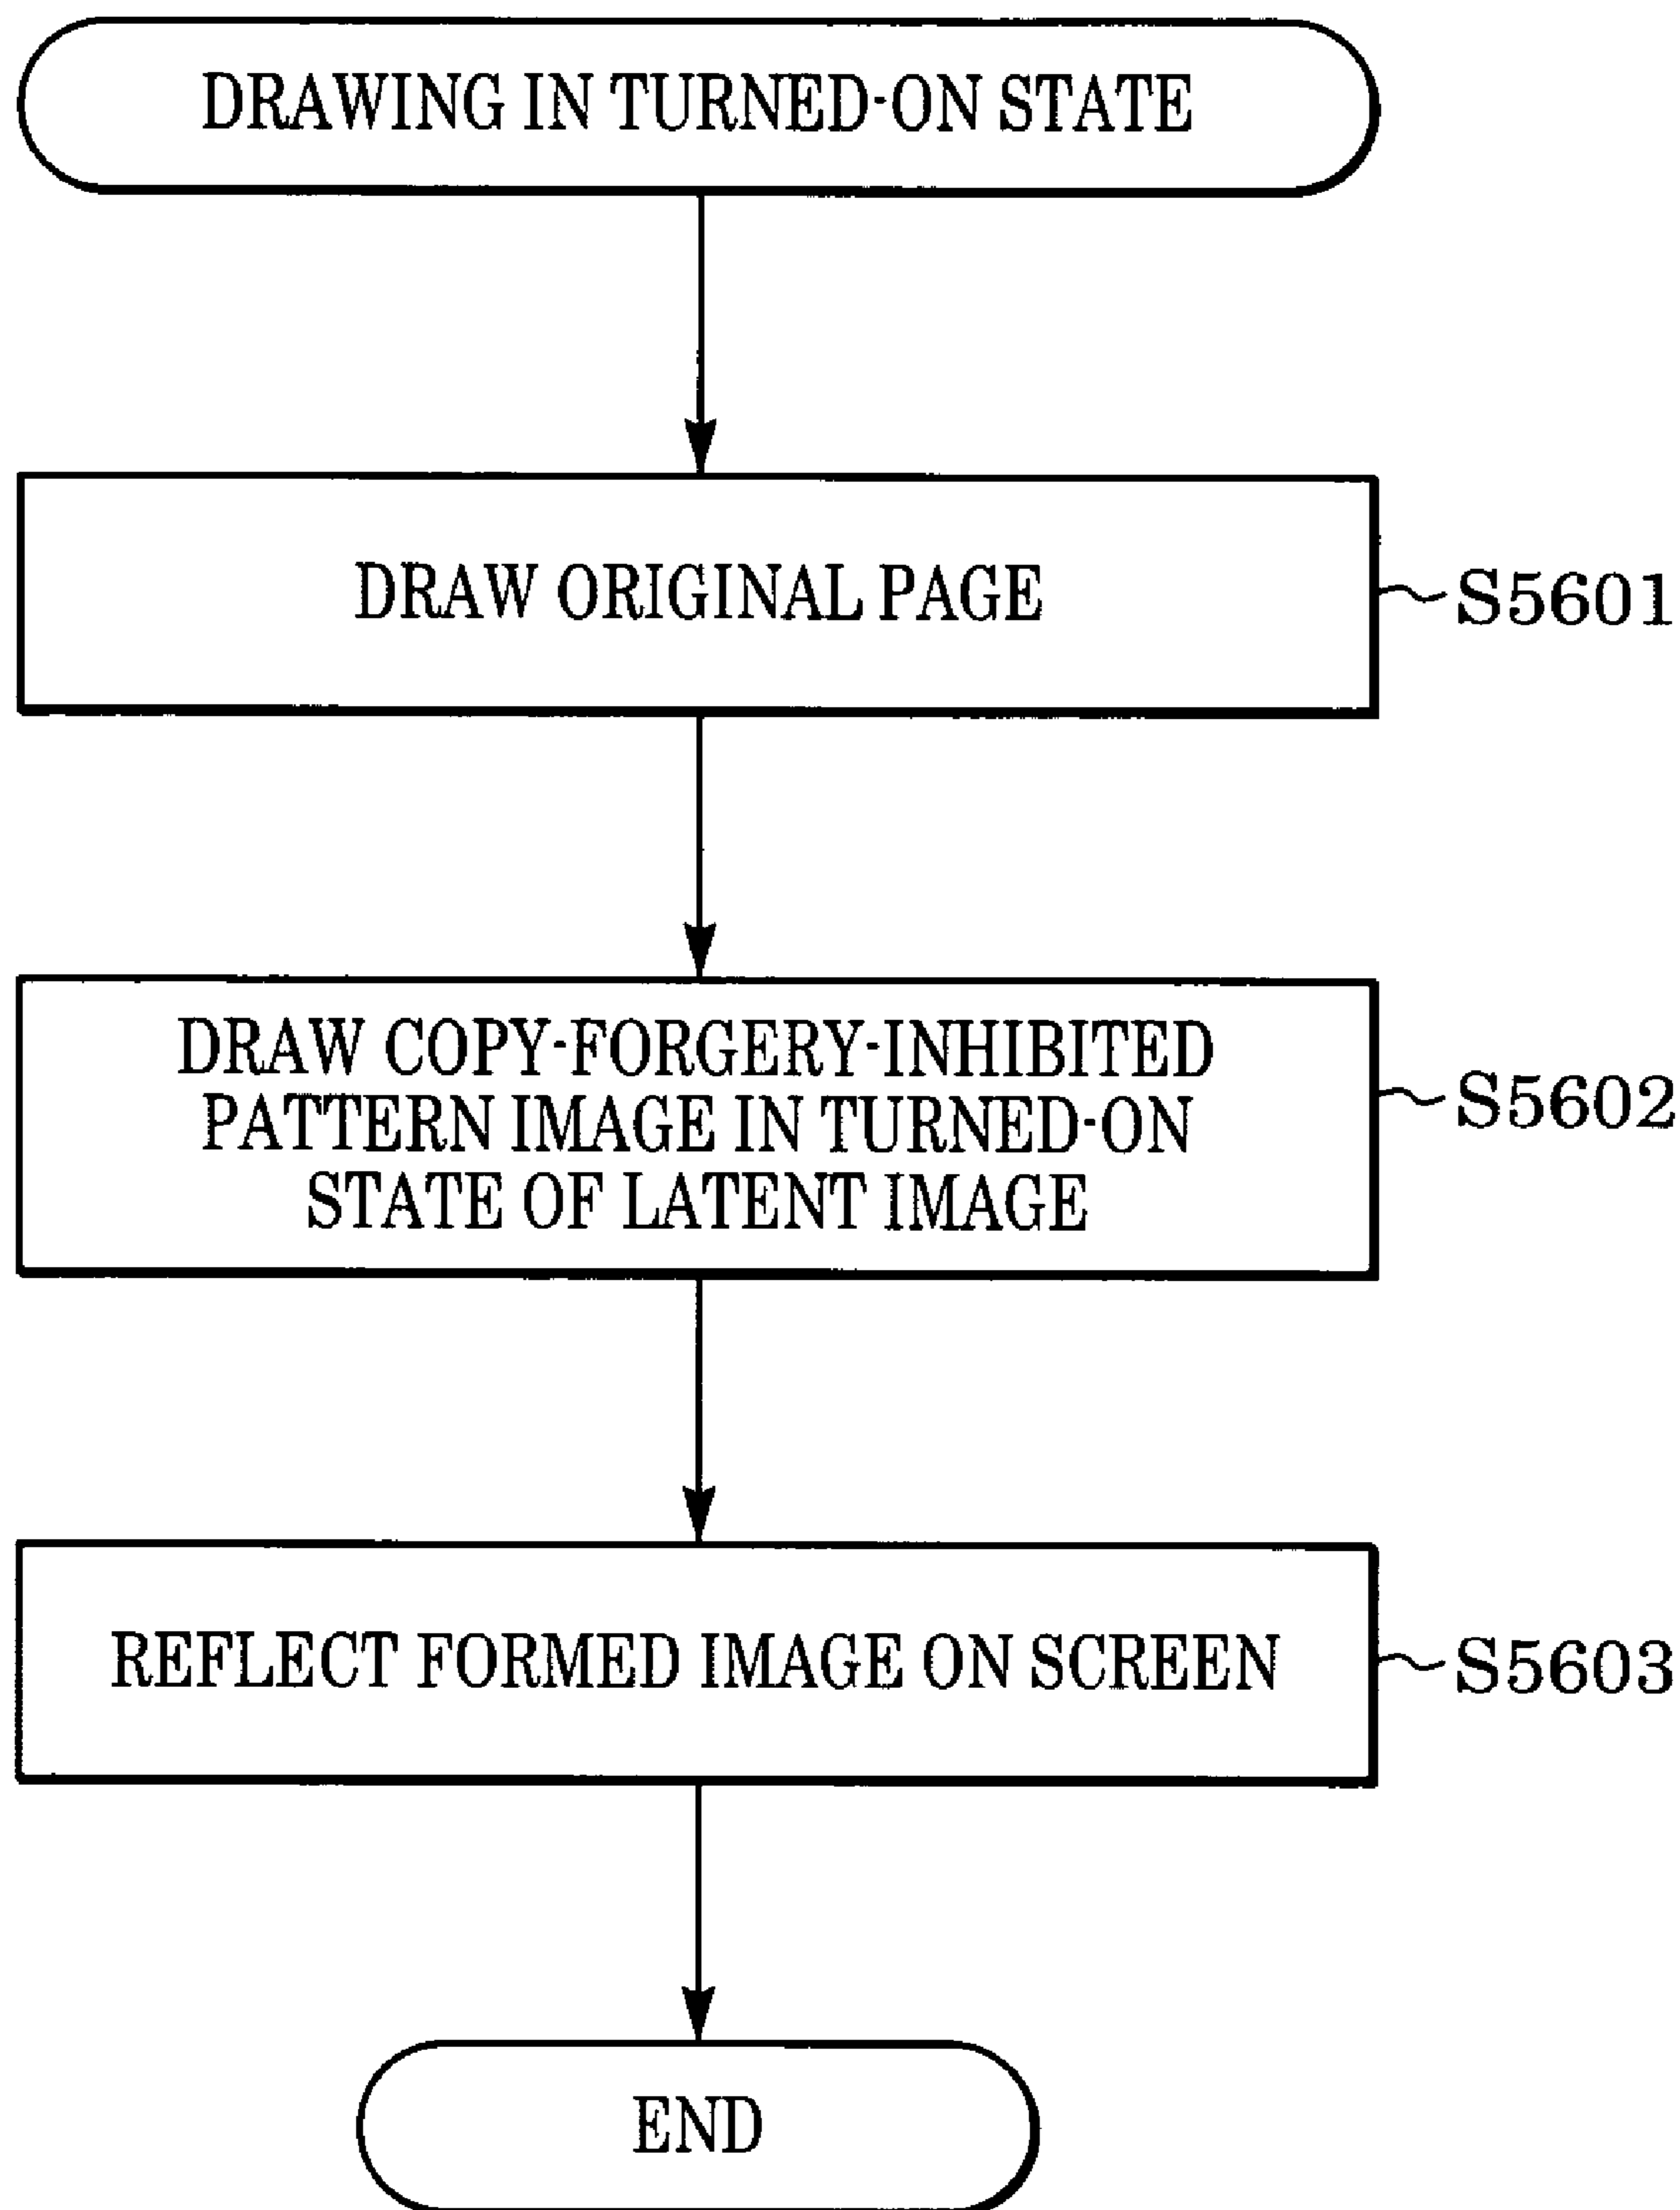 DRAWING IN TURNED-ON STATE
DRAW ORIGINAL PAGE
S5601
DRAW COPY-FORGERY-INHIBITED
PATTERN IMAGE IN TURNED-ON
STATE OF LATENT IMAGE
S5602
REFLECT FORMED IMAGE ON SCREEN
S5603
END